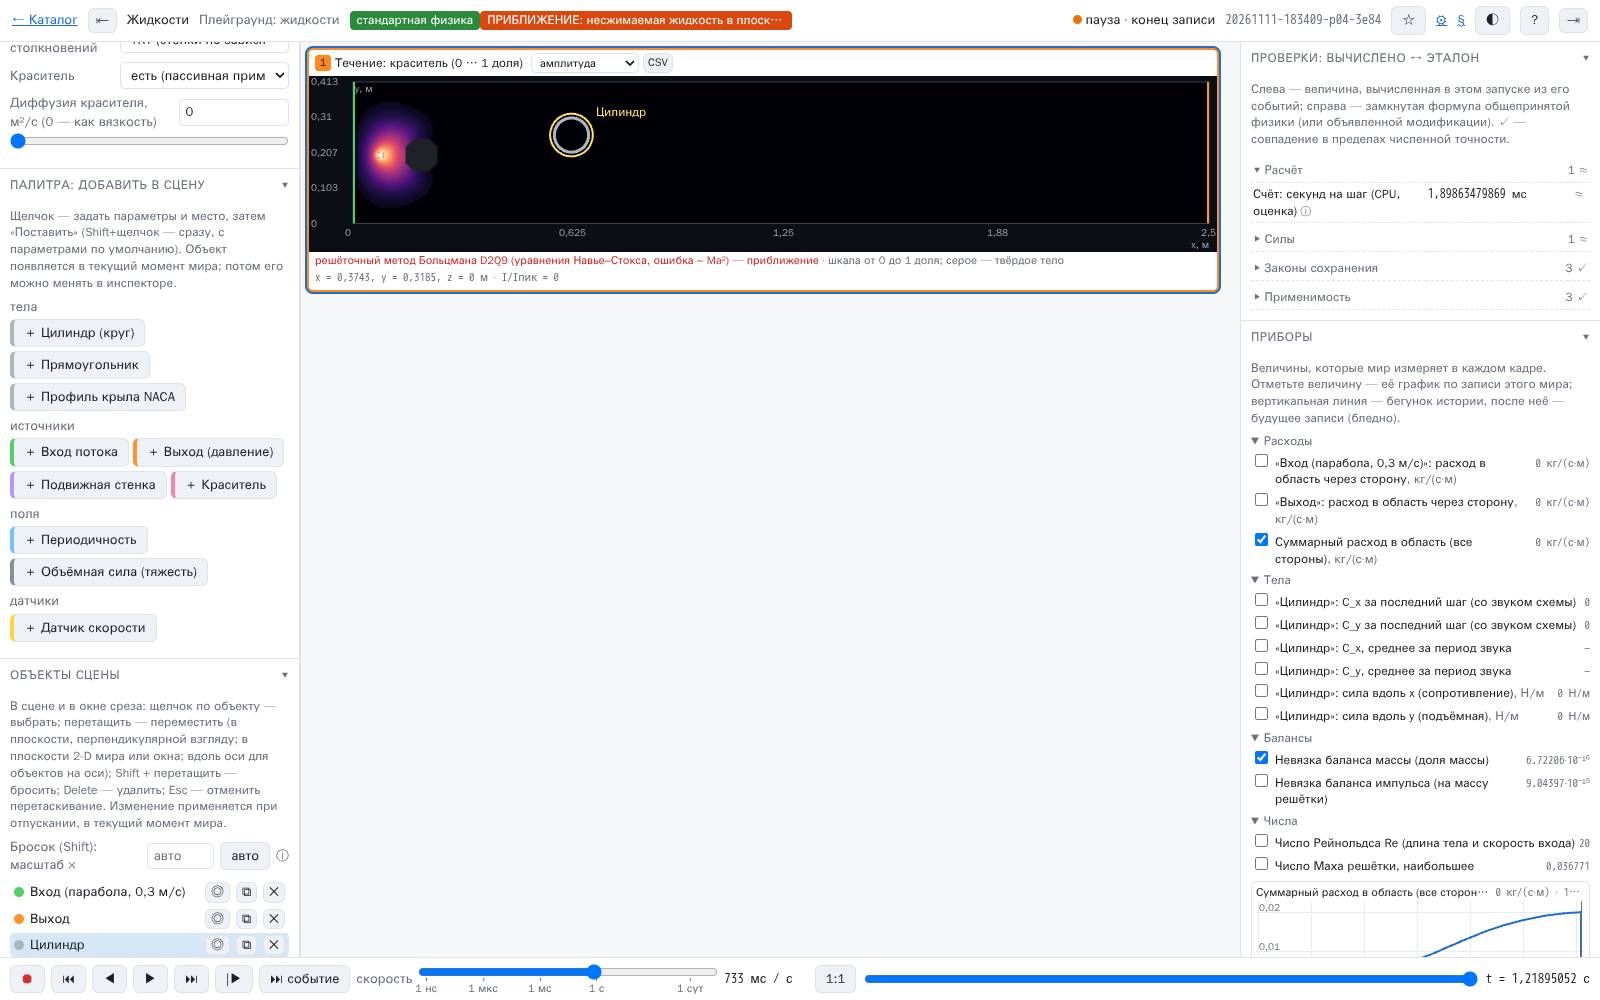 ← Каталог
⇤
Жидкости
Плейграунд: жидкости
стандартная физика
ПРИБЛИЖЕНИЕ: несжимаемая жидкость в плоск⋯
пауза · конец записи
20261111-183409-p04-3e84
☆
⚙
§
?
⇥
столкновений
Краситель
есть (пассивная прим
Диффузия красителя,
м²/с (0 — как вязкость)
0
ПАЛИТРА: ДОБАВИТЬ В СЦЕНУ
Щелчок — задать параметры и место, затем
«Поставить» (Shift+щелчок — сразу, с
параметрами по умолчанию). Объект
появляется в текущий момент мира; потом его
можно менять в инспекторе.
тела
+ Цилиндр (круг)
+ Прямоугольник
+ Профиль крыла NACA
источники
+ Вход потока
+ Выход (давление)
+ Подвижная стенка
+ Краситель
поля
+ Периодичность
+ Объёмная сила (тяжесть)
датчики
+ Датчик скорости
ОБЪЕКТЫ СЦЕНЫ
В сцене и в окне среза: щелчок по объекту —
выбрать; перетащить — переместить (в
плоскости, перпендикулярной взгляду; в
плоскости 2-D мира или окна; вдоль оси для
объектов на оси); Shift + перетащить —
бросить; Delete — удалить; Esc — отменить
перетаскивание. Изменение применяется при
отпускании, в текущий момент мира.
Бросок (Shift):
масштаб ×
авто
авто
ⓘ
Вход (парабола, 0,3 м/с)
Выход
Цилиндр
1 Течение: краситель (0 ⋯ 1 доля)
амплитуда
CSV
0,413
y, м
0,31
0,207
0,103
0
Цилиндр
0
0,625
1,25
1,88
2,5
x, м
решёточный метод Больцмана D2Q9 (уравнения Навье–Стокса, ошибка ~ Ma²) — приближение · шкала от 0 до 1 доля; серое — твёрдое тело
x = 0,3743, y = 0,3185, z = 0 м · I/Iпик = 0
ПРОВЕРКИ: ВЫЧИСЛЕНО ↔ ЭТАЛОН
Слева — величина, вычисленная в этом запуске из его
событий; справа — замкнутая формула общепринятой
физики (или объявленной модификации). ✓ —
совпадение в пределах численной точности.
Расчёт 1 ≈
Счёт: секунд на шаг (CPU, 1,89863479869 мс ≈
оценка) ⓘ
Силы 1 ≈
Законы сохранения 3 ✓
Применимость 3 ✓
ПРИБОРЫ
Величины, которые мир измеряет в каждом кадре.
Отметьте величину — её график по записи этого мира;
вертикальная линия — бегунок истории, после неё —
будущее записи (бледно).
Расходы
«Вход (парабола, 0,3 м/с)»: расход в 0 кг/(с·м)
область через сторону, кг/(с·м)
«Выход»: расход в область через сторону, 0 кг/(с·м)
кг/(с·м)
Суммарный расход в область (все 0 кг/(с·м)
стороны), кг/(с·м)
Тела
«Цилиндр»: C_x за последний шаг (со звуком схемы) 0
«Цилиндр»: C_y за последний шаг (со звуком схемы) 0
«Цилиндр»: C_x, среднее за период звука –
«Цилиндр»: C_y, среднее за период звука –
«Цилиндр»: сила вдоль x (сопротивление), Н/м 0 Н/м
«Цилиндр»: сила вдоль y (подъёмная), Н/м 0 Н/м
Балансы
Невязка баланса массы (доля массы) 6.72206·10⁻¹⁶
Невязка баланса импульса (на массу 9.04397·10⁻¹⁵
решётки)
Числа
Число Рейнольдса Re (длина тела и скорость входа) 20
Число Маха решётки, наибольшее 0,036771
Суммарный расход в область (все сторон⋯ 0 кг/(с·м) · 1⋯
0,02
0,01
⏭ событие
скорость
1 нс
1 мкс
1 мс
1 с
1 сут
733 мс / с
1:1
t = 1,21895052 с